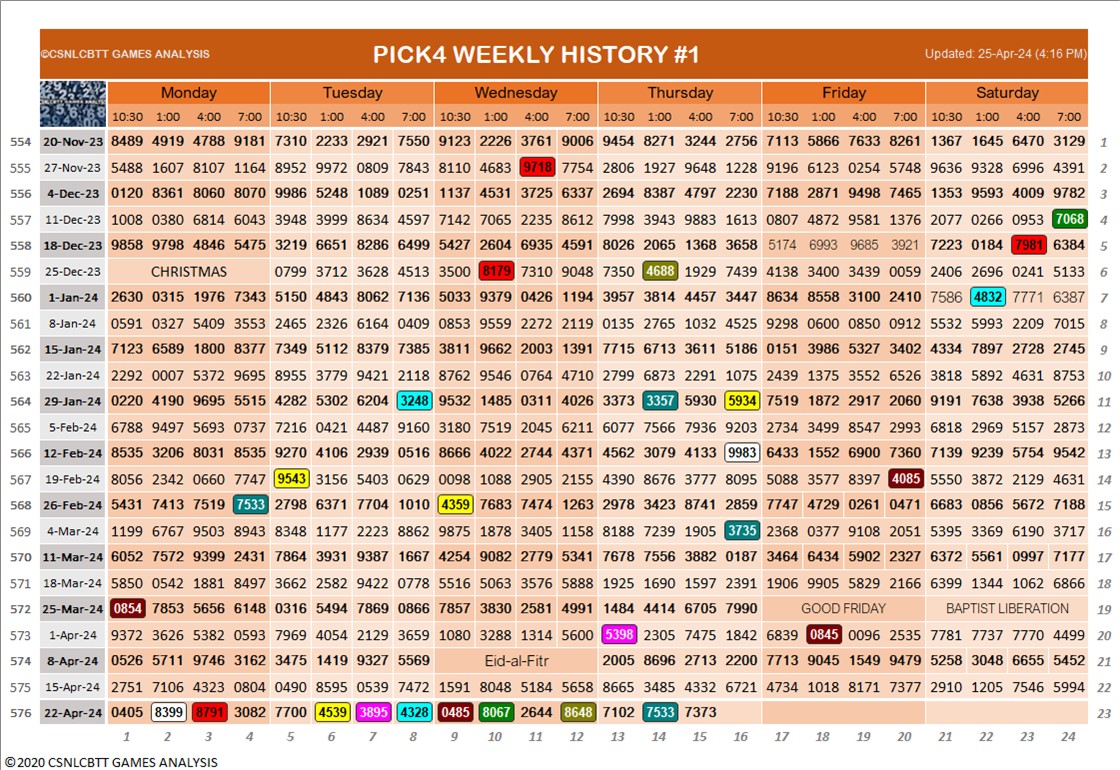 ©CSNLCBTT GAMES ANALYSIS PICK4 WEEKLY HISTORY #1 Updated: 25-Apr-24 (4:16 PM)
Monday Tuesday Wednesday Thursday Friday Saturday
10:30 1:00 4:00 7:00 10:30 1:00 4:00 7:00 10:30 1:00 4:00 7:00 10:30 1:00 4:00 7:00 10:30 1:00 4:00 7:00 10:30 1:00 4:00 7:00
554 20-Nov-23 8489 4919 4788 9181 7310 2233 2921 7550 9123 2226 3761 9006 9454 8271 3244 2756 7113 5866 7633 8261 1367 1645 6470 3129 1
555 27-Nov-23 5488 1607 8107 1164 8952 9972 0809 7843 8110 4683 9718 7754 2806 1927 9648 1228 9196 6123 0254 5748 9636 9328 6996 4391 2
556 4-Dec-23 0120 8361 8060 8070 9986 5248 1089 0251 1137 4531 3725 6337 2694 8387 4797 2230 7188 2871 9498 7465 1353 9593 4009 9782 3
557 11-Dec-23 1008 0380 6814 6043 3948 3999 8634 4597 7142 7065 2235 8612 7998 3943 9883 1613 0807 4872 9581 1376 2077 0266 0953 7068 4
558 18-Dec-23 9858 9798 4846 5475 3219 6651 8286 6499 5427 2604 6935 4591 8026 2065 1368 3658 5174 6993 9685 3921 7223 0184 7981 6384 5
559 25-Dec-23 CHRISTMAS 0799 3712 3628 4513 3500 8179 7310 9048 7350 4688 1929 7439 4138 3400 3439 0059 2406 2696 0241 5133 6
560 1-Jan-24 2630 0315 1976 7343 5150 4843 8062 7136 5033 9379 0426 1194 3957 3814 4457 3447 8634 8558 3100 2410 7586 4832 7771 6387 7
561 8-Jan-24 0591 0327 5409 3553 2465 2326 6164 0409 0853 9559 2272 2119 0135 2765 1032 4525 9298 0600 0850 0912 5532 5993 2209 7015 8
562 15-Jan-24 7123 6589 1800 8377 7349 5112 8379 7385 3811 9662 2003 1391 7715 6713 3611 5186 0151 3986 5327 3402 4334 7897 2728 2745 9
563 22-Jan-24 2292 0007 5372 9695 8955 3779 9421 2118 8762 9546 0764 4710 2799 6873 2291 1075 2439 1375 3552 6526 3818 5892 4631 8753 10
564 29-Jan-24 0220 4190 9695 5515 4282 5302 6204 3248 9532 1485 0311 4026 3373 3357 5930 5934 7519 1872 2917 2060 9191 7638 3938 5266 11
565 5-Feb-24 6788 9497 5693 0737 7216 0421 4487 9160 3180 7519 2045 6211 6077 7566 7936 9203 2734 3499 8547 2993 6818 2969 5157 2873 12
566 12-Feb-24 8535 3206 8031 8535 9270 4106 2939 0516 8666 4022 2744 4371 4562 3079 4133 9983 6433 1552 6900 7360 7139 9239 5754 9542 13
567 19-Feb-24 8056 2342 0660 7747 9543 3156 5403 0629 0098 1088 2905 2155 4390 8676 3777 8095 5088 3577 8397 4085 5550 3872 2129 4631 14
568 26-Feb-24 5431 7413 7519 7533 2798 6371 7704 1010 4359 7683 7474 1263 2978 3423 8741 2859 7747 4729 0261 0471 6683 0856 5672 7188 15
569 4-Mar-24 1199 6767 9503 8943 8348 1177 2223 8862 9875 1878 3405 1158 8188 7239 1905 3735 2368 0377 9108 2051 5395 3369 6190 3717 16
570 11-Mar-24 6052 7572 9399 2431 7864 3931 9387 1667 4254 9082 2779 5341 7678 7556 3882 0187 3464 6434 5902 2327 6372 5561 0997 7177 17
571 18-Mar-24 5850 0542 1881 8497 3662 2582 9422 0778 5516 5063 3576 5888 1925 1690 1597 2391 1906 9905 5829 2166 6399 1344 1062 6866 18
572 25-Mar-24 0854 7853 5656 6148 0316 5494 7869 0866 7857 3830 2581 4991 1484 4414 6705 7990 GOOD FRIDAY BAPTIST LIBERATION 19
573 1-Apr-24 9372 3626 5382 0593 7969 4054 2129 3659 1080 3288 1314 5600 5398 2305 7475 1842 6839 0845 0096 2535 7781 7737 7770 4499 20
574 8-Apr-24 0526 5711 9746 3162 3475 1419 9327 5569 Eid-al-Fitr 2005 8696 2713 2200 7713 9045 1549 9479 5258 3048 6655 5452 21
575 15-Apr-24 2751 7106 4323 0804 0490 8595 0539 7472 1591 8048 5184 5658 8665 3485 4332 6721 4734 1018 8171 7377 2910 1205 7546 5994 22
576 22-Apr-24 0405 8399 8791 3082 7700 4539 3895 4328 0485 8067 2644 8648 7102 7533 7373 23
1 2 3 4 5 6 7 8 9 10 11 12 13 14 15 16 17 18 19 20 21 22 23 24
©2020 CSNLCBTT GAMES ANALYSIS